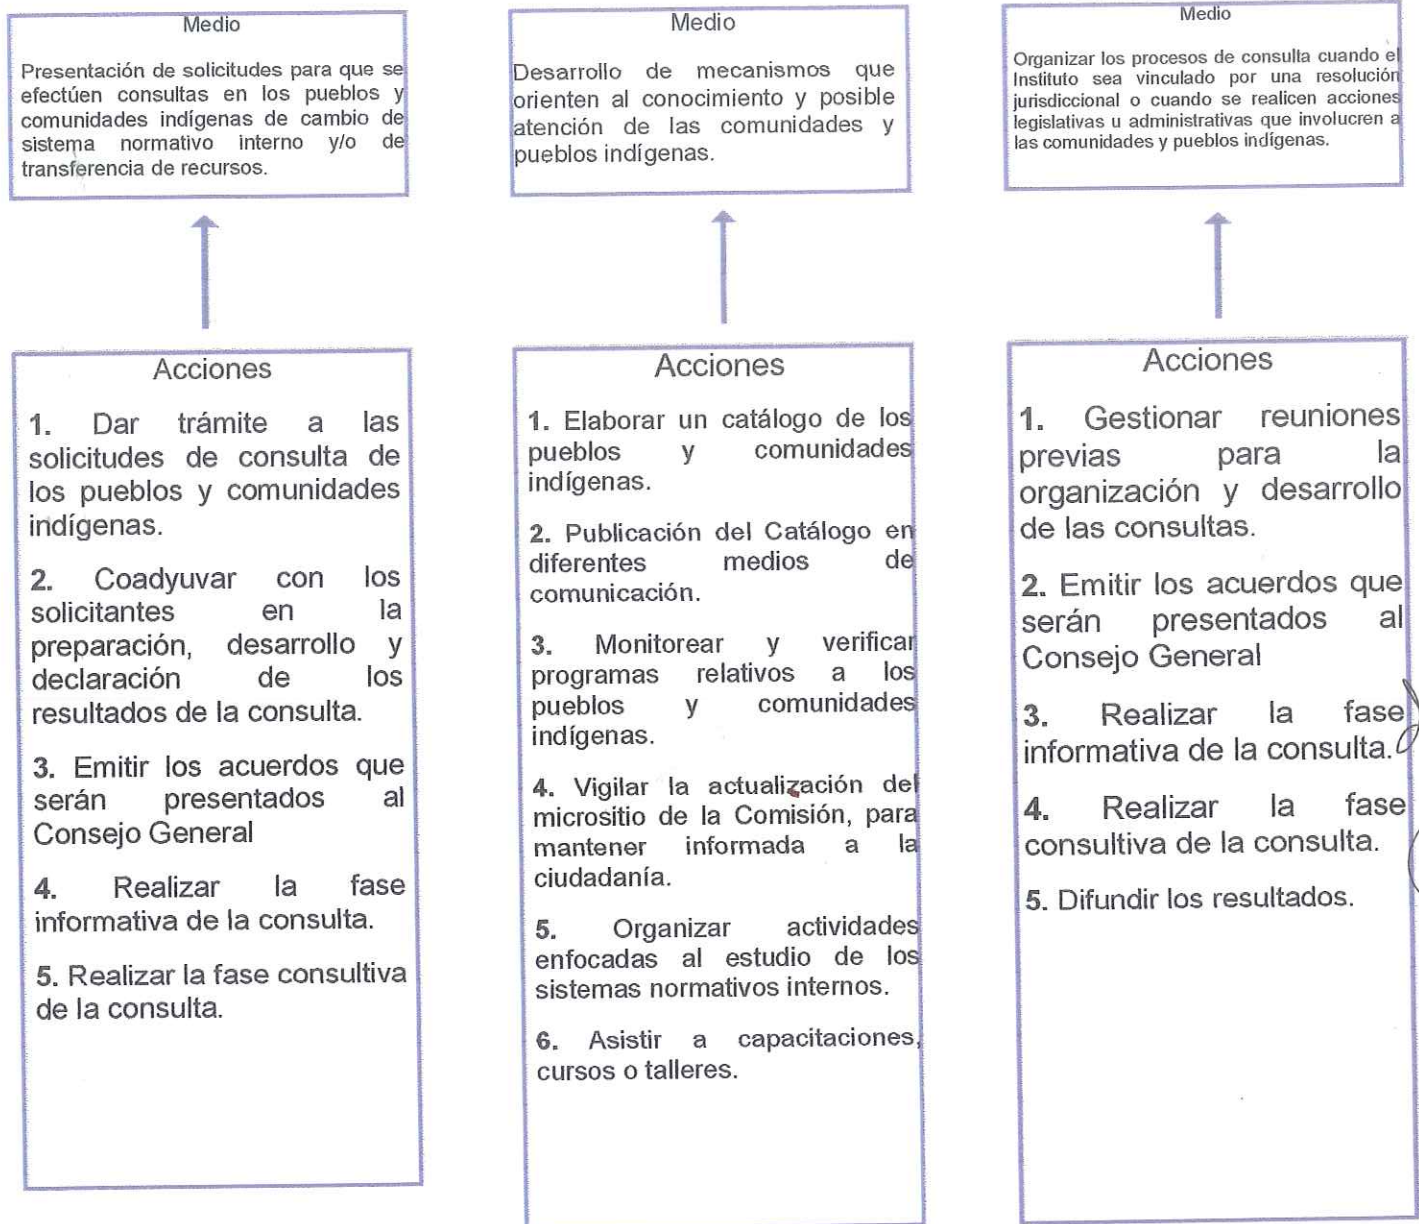 Medio
Presentación de solicitudes para que se
efectúen consultas en los pueblos y
comunidades indígenas de cambio de
sistema normativo interno y/o de
transferencia de recursos.
Medio
Desarrollo de mecanismos que
orienten al conocimiento y posible
atención de las comunidades y
pueblos indígenas.
Medio
Organizar los procesos de consulta cuando el
Instituto sea vinculado por una resolución
jurisdiccional o cuando se realicen acciones
legislativas u administrativas que involucren a
las comunidades y pueblos indígenas.
Acciones
1. Dar trámite a las
solicitudes de consulta de
los pueblos y comunidades
indígenas.
2. Coadyuvar con los
solicitantes en la
preparación, desarrollo y
declaración de los
resultados de la consulta.
3. Emitir los acuerdos que
serán presentados al
Consejo General
4. Realizar la fase
informativa de la consulta.
5. Realizar la fase consultiva
de la consulta.
Acciones
1. Elaborar un catálogo de los
pueblos y comunidades
indígenas.
2. Publicación del Catálogo en
diferentes medios de
comunicación.
3. Monitorear y verificar
programas relativos a los
pueblos y comunidades
indígenas.
4. Vigilar la actualización del
micrositio de la Comisión, para
mantener informada a la
ciudadanía.
5. Organizar actividades
enfocadas al estudio de los
sistemas normativos internos.
6. Asistir a capacitaciones,
cursos o talleres.
Acciones
1. Gestionar reuniones
previas para la
organización y desarrollo
de las consultas.
2. Emitir los acuerdos que
serán presentados al
Consejo General
3. Realizar la fase
informativa de la consulta.
4. Realizar la fase
consultiva de la consulta.
5. Difundir los resultados.